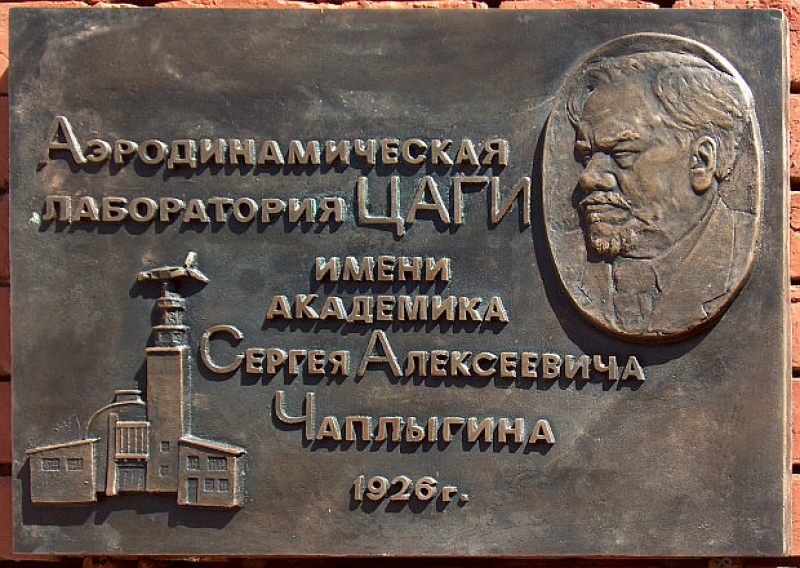 Аэродинамическая
лаборатория ЦАГИ
имени
академика
Сергея Алексеевича
Чаплыгина
1926 г.